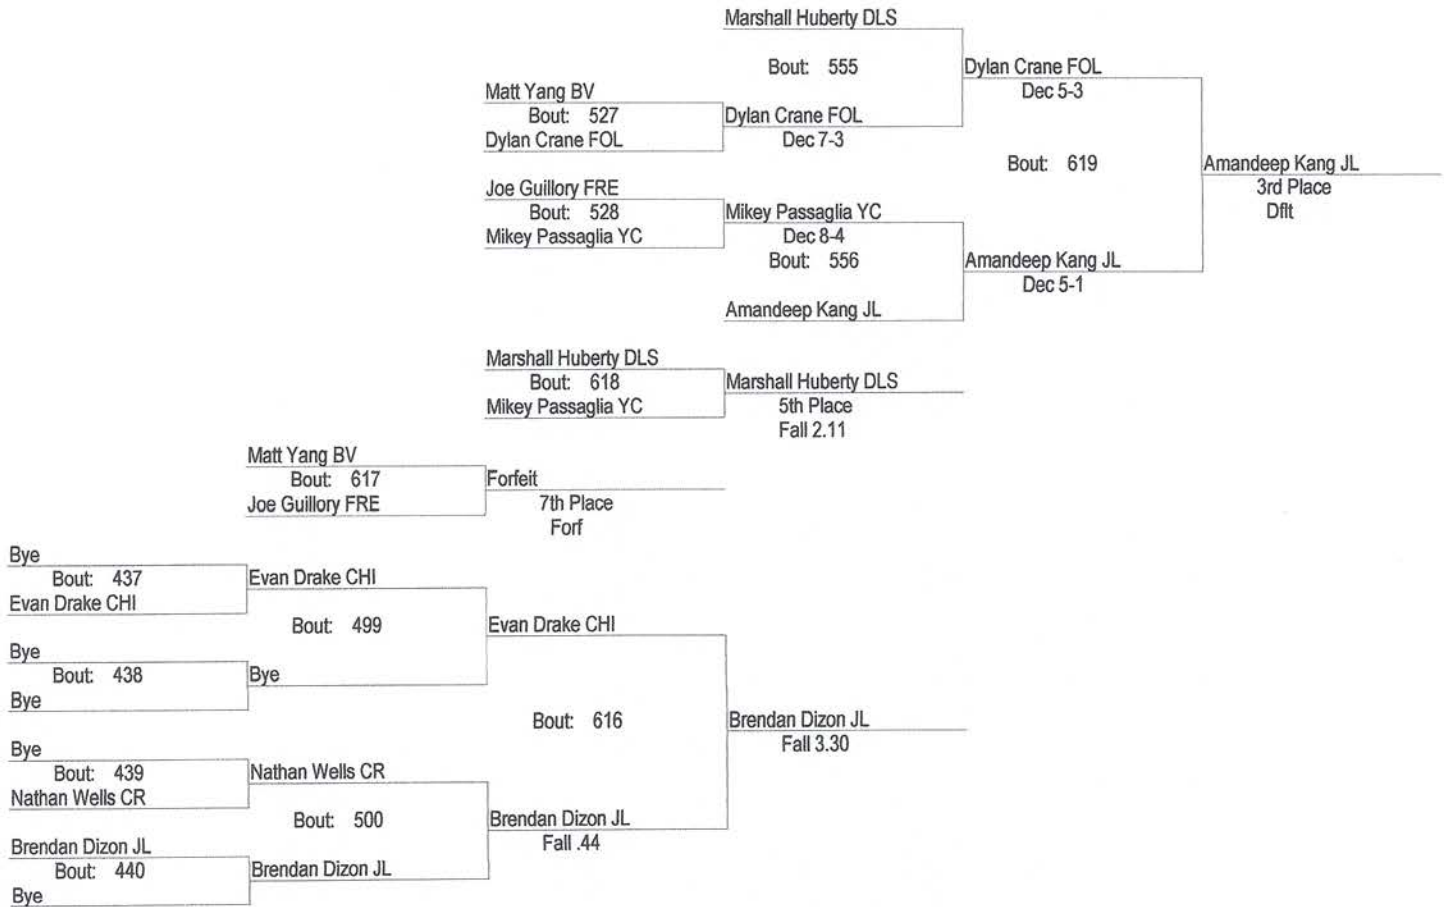 Marshall Huberty DLS
Bout: 555
Dylan Crane FOL
Dec 5-3
Matt Yang BV
Bout: 527
Dylan Crane FOL
Dylan Crane FOL
Dec 7-3
Bout: 619
Amandeep Kang JL
3rd Place
Dflt
Joe Guillory FRE
Bout: 528
Mikey Passaglia YC
Mikey Passaglia YC
Dec 8-4
Bout: 556
Amandeep Kang JL
Dec 5-1
Amandeep Kang JL
Marshall Huberty DLS
Bout: 618
Mikey Passaglia YC
Marshall Huberty DLS
5th Place
Fall 2.11
Matt Yang BV
Bout: 617
Joe Guillory FRE
Forfeit
7th Place
Forf
Bye
Bout: 437
Evan Drake CHI
Evan Drake CHI
Bout: 499
Evan Drake CHI
Bye
Bout: 438
Bye
Bye
Bout: 616
Brendan Dizon JL
Fall 3.30
Bye
Bout: 439
Nathan Wells CR
Nathan Wells CR
Bout: 500
Brendan Dizon JL
Fall .44
Brendan Dizon JL
Bout: 440
Bye
Brendan Dizon JL